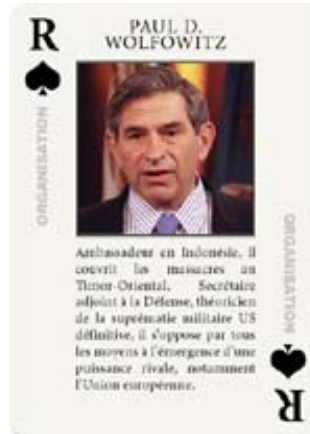 R
PAUL D.
WOLFOWITZ
ORGANISATION
Ambassadeur en Indonésie, il
couvrit les massacres au
Timor-Oriental. Secrétaire
adjoint à la Défense, théoricien
de la suprématie militaire US
définitive, il s'oppose par tous
les moyens à l'émergence d'une
puissance rivale, notamment
l'Union européenne.
ORGANISATION
R